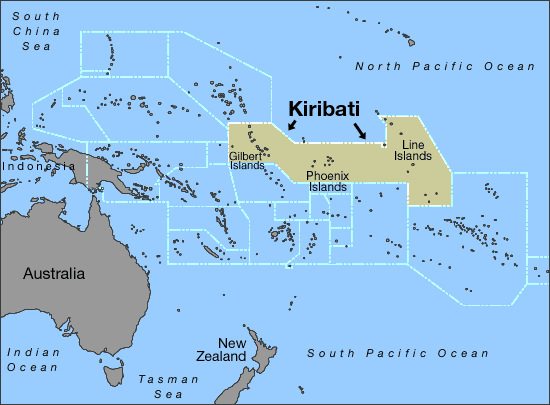 South
China
Sea
North Pacific Ocean
Kiribati
Gilbert
Islands
Line
Islands
Phoenix
Islands
Indonesia
Australia
New
Zealand
South Pacific Ocean
Indian
Ocean
Tasman
Sea